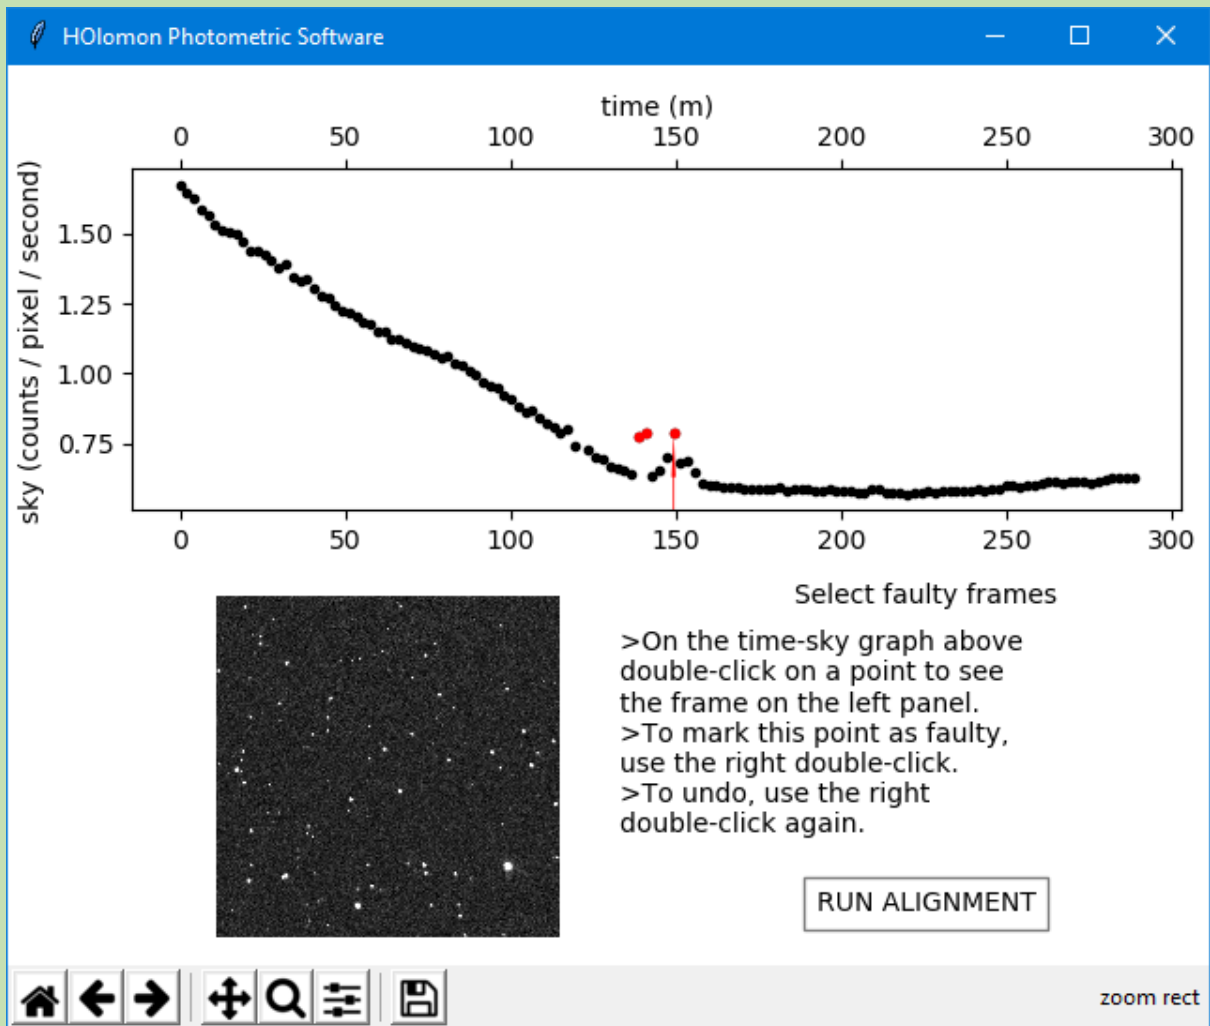 HOlomon Photometric Software
time (m)
0 50 100 150 200 250 300
sky (counts / pixel / second)
1.50
1.25
1.00
0.75
0 50 100 150 200 250 300
Select faulty frames
>On the time-sky graph above
double-click on a point to see
the frame on the left panel.
>To mark this point as faulty,
use the right double-click.
>To undo, use the right
double-click again.
RUN ALIGNMENT
zoom rect